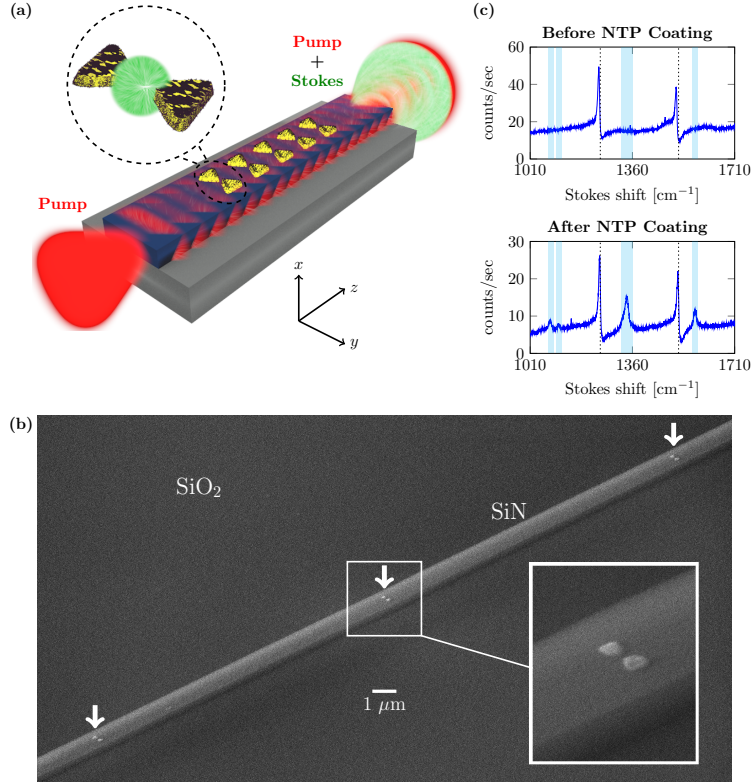 (a)
Pump
+
Stokes
Pump
x
z
y
(c)
Before NTP Coating
60
40
20
0
counts/sec
1010
1360
1710
Stokes shift [cm⁻¹]
After NTP Coating
30
20
10
0
counts/sec
1010
1360
1710
Stokes shift [cm⁻¹]
(b)
SiO₂
SiN
1 μm